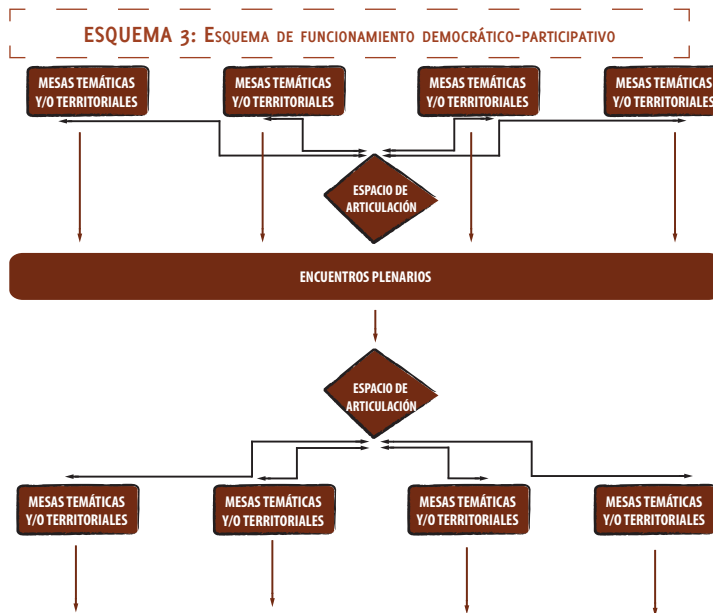 ESQUEMA 3: ESQUEMA DE FUNCIONAMIENTO DEMOCRÁTICO-PARTICIPATIVO
MESAS TEMÁTICAS
Y/O TERRITORIALES
MESAS TEMÁTICAS
Y/O TERRITORIALES
MESAS TEMÁTICAS
Y/O TERRITORIALES
MESAS TEMÁTICAS
Y/O TERRITORIALES
ESPACIO DE
ARTICULACIÓN
ENCUENTROS PLENARIOS
ESPACIO DE
ARTICULACIÓN
MESAS TEMÁTICAS
Y/O TERRITORIALES
MESAS TEMÁTICAS
Y/O TERRITORIALES
MESAS TEMÁTICAS
Y/O TERRITORIALES
MESAS TEMÁTICAS
Y/O TERRITORIALES